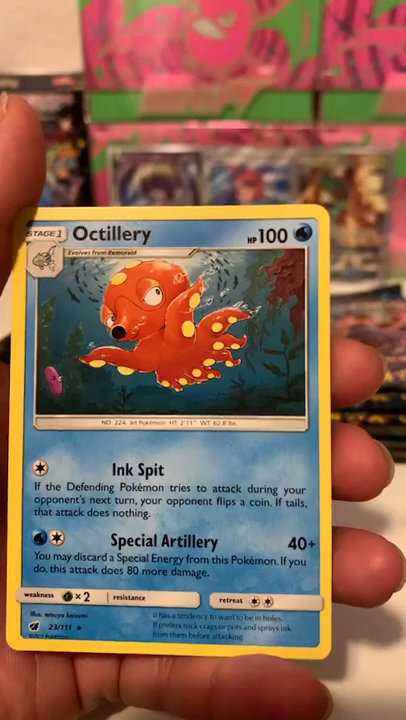 STAGE1 Octillery HP 100
Evolves from Remoraid
NO. 224 Jet Pokémon HT: 2'11" WT: 62.8 lbs.
Ink Spit
If the Defending Pokémon tries to attack during your
opponent's next turn, your opponent flips a coin. If tails,
that attack does nothing.
Special Artillery 40+
You may discard a Special Energy from this Pokémon. If you
do, this attack does 80 more damage.
weakness ×2 resistance retreat
Illus. tetsuya koizumi
It has a tendency to want to be in holes.
23/111 ★
It prefers rock crags or pots and sprays ink
from them before attacking.
©2017 Pokémon